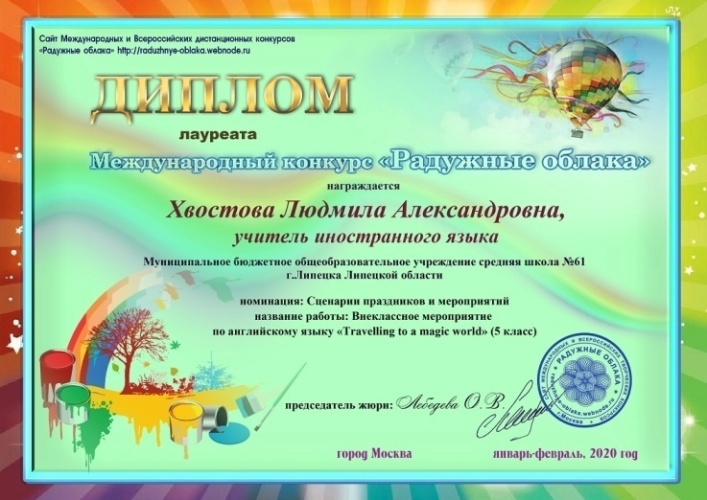 Сайт Международных и Всероссийских дистанционных конкурсов
«Радужные облака» http://raduzhnye-oblaka.webnode.ru
ДИПЛОМ
лауреата
Международный конкурс «Радужные облака»
награждается
Хвостова Людмила Александровна,
учитель иностранного языка
Муниципальное бюджетное общеобразовательное учреждение средняя школа №61
г..Липецка Липецкой области
номинация: Сценарии праздников и мероприятий
название работы: Внеклассное мероприятие
по английскому языку «Travelling to a magic world» (5 класс)
РАДУЖНЫЕ ОБЛАКА
председатель жюри: Лебедева О. В.
город Москва
январь-февраль, 2020 год